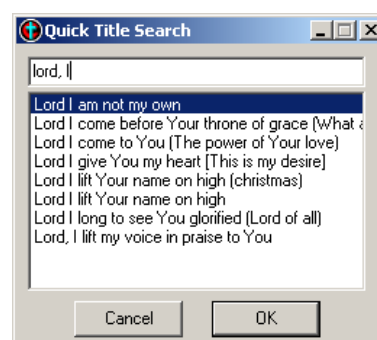 Quick Title Search
lord, l
Lord I am not my own
Lord I come before Your throne of grace (What a
Lord I come to You (The power of Your love)
Lord I give You my heart [This is my desire]
Lord I lift Your name on high (christmas)
Lord I lift Your name on high
Lord I long to see You glorified (Lord of all)
Lord, I lift my voice in praise to You
Cancel OK